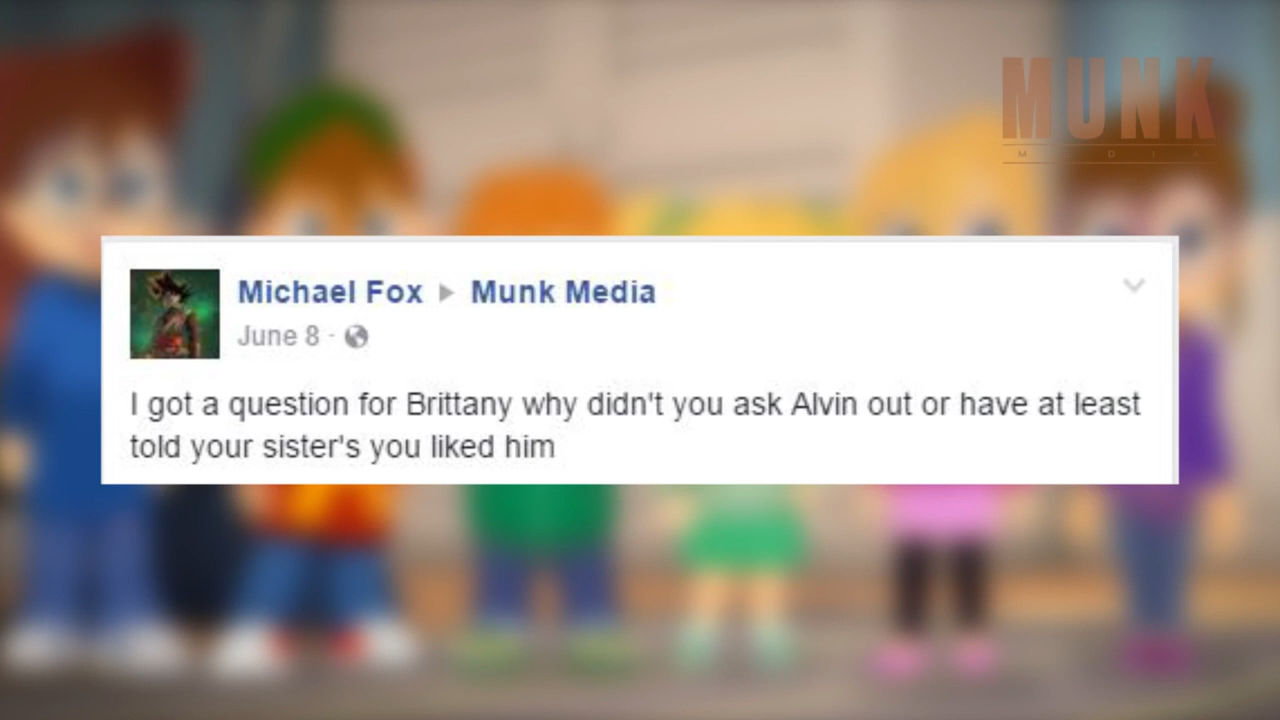 MUNK
MEDIA
Michael Fox ▸ Munk Media
June 8 ·
I got a question for Brittany why didn't you ask Alvin out or have at least
told your sister's you liked him